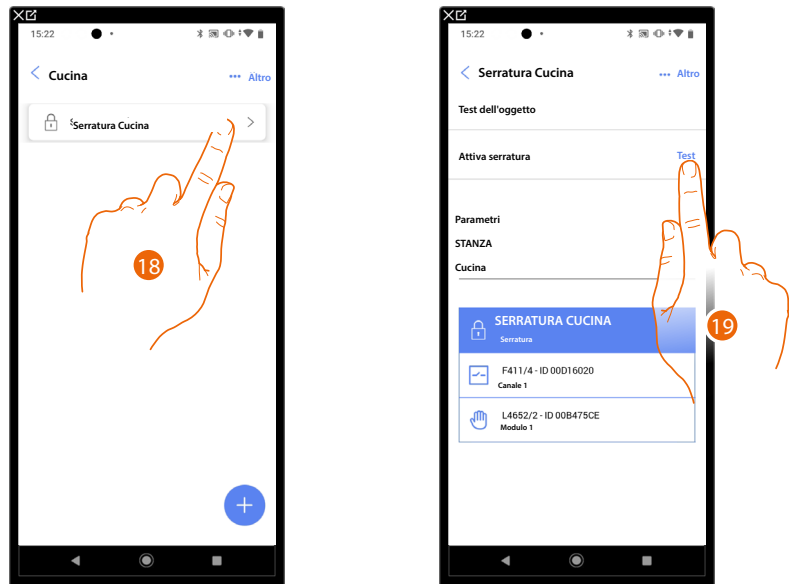 15:22
Cucina
Altro
Serratura Cucina
18
15:22
Serratura Cucina
Altro
Test dell'oggetto
Attiva serratura
Test
Parametri
STANZA
Cucina
SERRATURA CUCINA
Serratura
F411/4 - ID 00D16020
Canale 1
L4652/2 - ID 00B475CE
Modulo 1
19